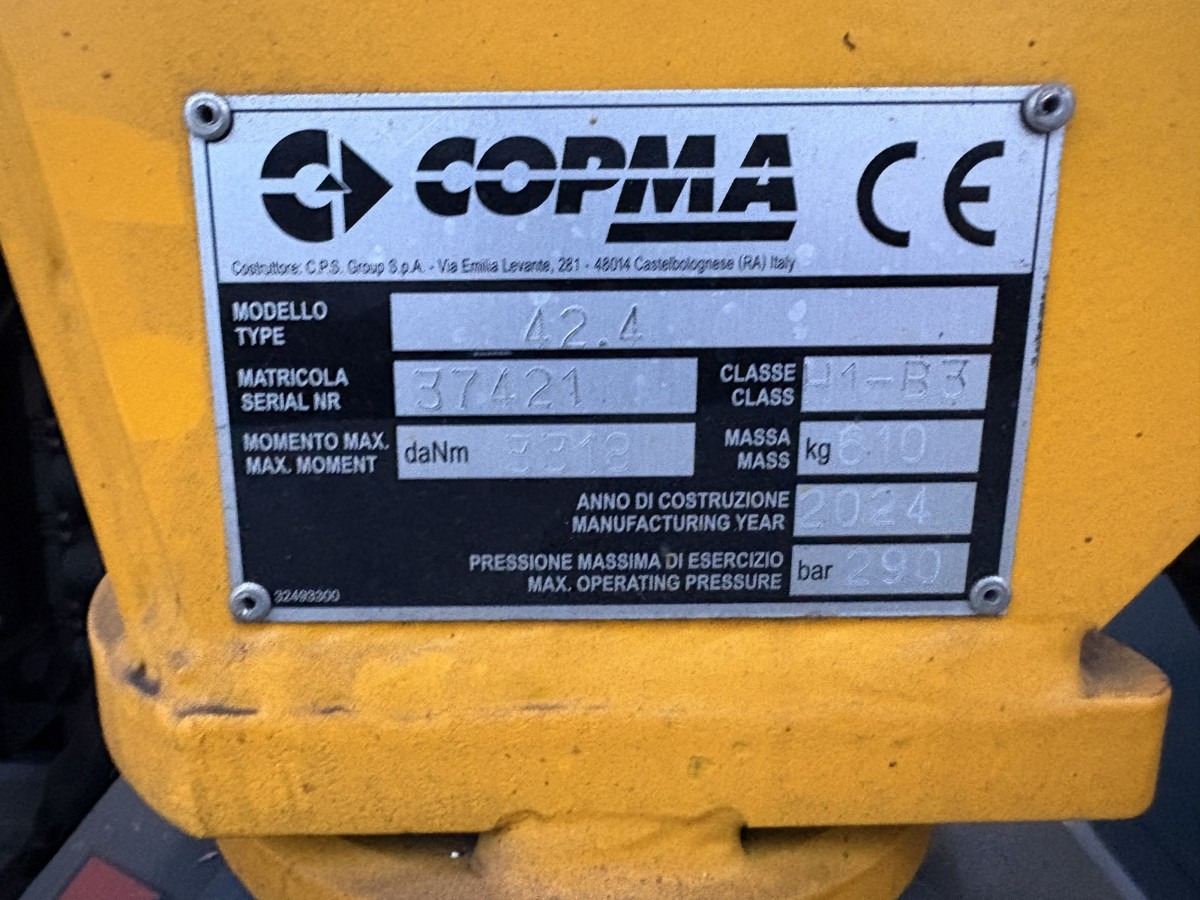 COPMA CE
Costruttore: C.P.S. Group S.p.A. - Via Emilia Levante, 281 - 48014 Castelbolognese (RA) Italy
MODELLO
TYPE
42.4
MATRICOLA
SERIAL NR
37421
CLASSE
CLASS
H1-B3
MOMENTO MAX.
MAX. MOMENT
daNm
MASSA
MASS
kg 610
ANNO DI COSTRUZIONE
MANUFACTURING YEAR
2024
PRESSIONE MASSIMA DI ESERCIZIO
MAX. OPERATING PRESSURE
bar 290
32493300